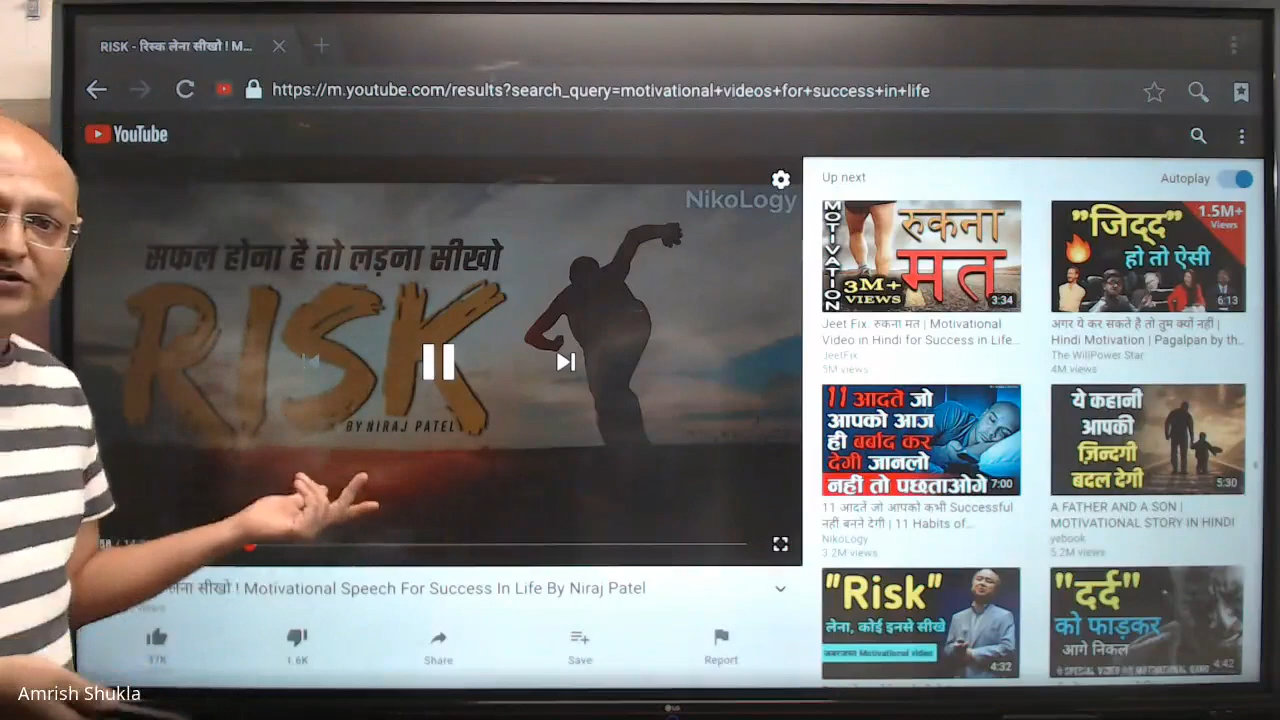 RISK - रिस्क लेना सीखो ! M...
https://m.youtube.com/results?search_query=motivational+videos+for+success+in+life
YouTube
NikoLogy
सफल होना हैं तो लड़ना सीखो
RISK
BY NIRAJ PATEL
लेना सीखो ! Motivational Speech For Success In Life By Niraj Patel
37K
1.6K
Share
Save
Report
Up next
Autoplay
MOTIVATION
रुकना
मत
3M+
VIEWS
3:34
Jeet Fix: रुकना मत | Motivational
Video in Hindi for Success in Life...
JeetFix
5M views
"जिद्द"
हो तो ऐसी
1.5M+
Views
6:13
अगर ये कर सकतें है तो तुम क्यों नहीं |
Hindi Motivation | Pagalpan by th...
The WillPower Star
4M views
11 आदते जो
आपको आज
ही बर्बाद कर
देगी जानलो
नहीं तो पछताओगे
7:00
11 आदतें जो आपको कभी Successful
नहीं बनने देगी | 11 Habits of...
NikoLogy
3.2M views
ये कहानी
आपकी
ज़िन्दगी
बदल देगी
5:30
A FATHER AND A SON |
MOTIVATIONAL STORY IN HINDI
yebook
5.2M views
"Risk"
लेना, कोई इनसे सीखे
जबरजस्त Motivational video
4:32
"दर्द"
को फाड़कर
आगे निकल
4:42
LG
Amrish Shukla